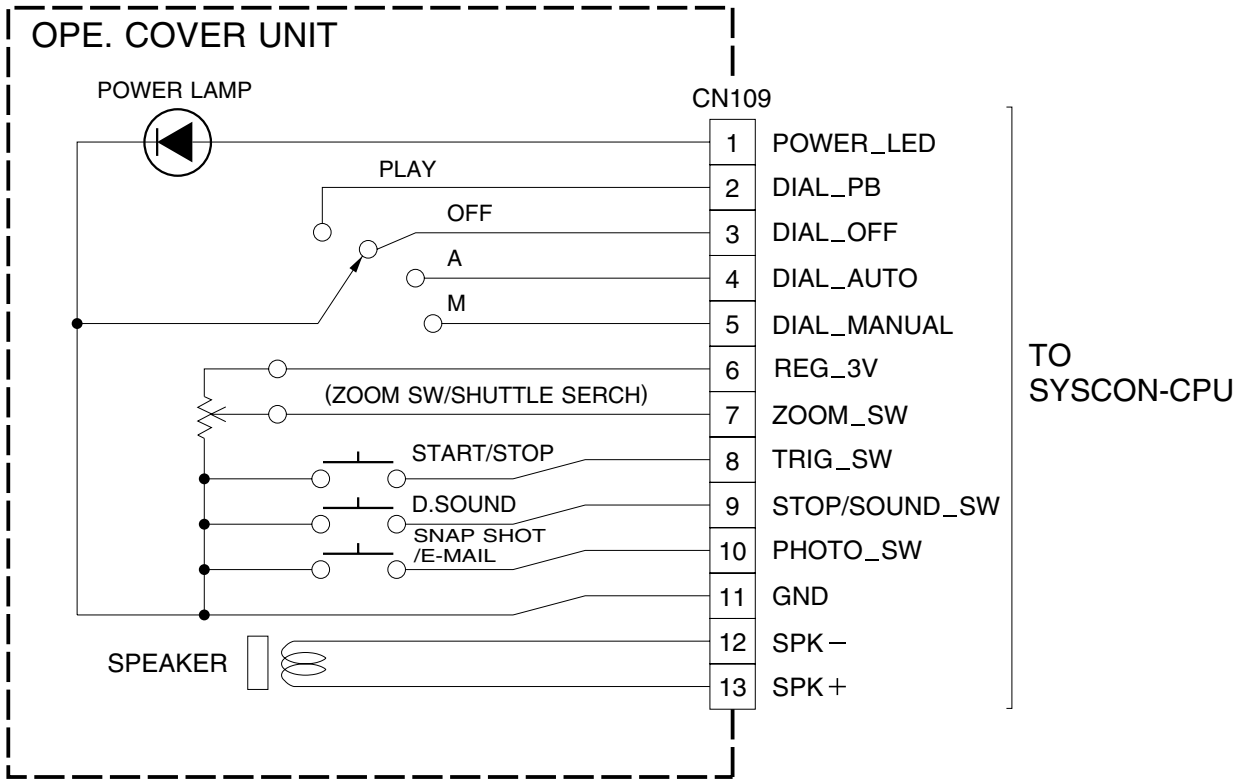 OPE. COVER UNIT
POWER LAMP
CN109
1 POWER_LED
PLAY
2 DIAL_PB
OFF
3 DIAL_OFF
A
4 DIAL_AUTO
M
5 DIAL_MANUAL
6 REG_3V
(ZOOM SW/SHUTTLE SERCH)
7 ZOOM_SW
START/STOP
8 TRIG_SW
D.SOUND
9 STOP/SOUND_SW
SNAP SHOT
/E-MAIL
10 PHOTO_SW
11 GND
12 SPK−
SPEAKER
13 SPK+
TO
SYSCON-CPU